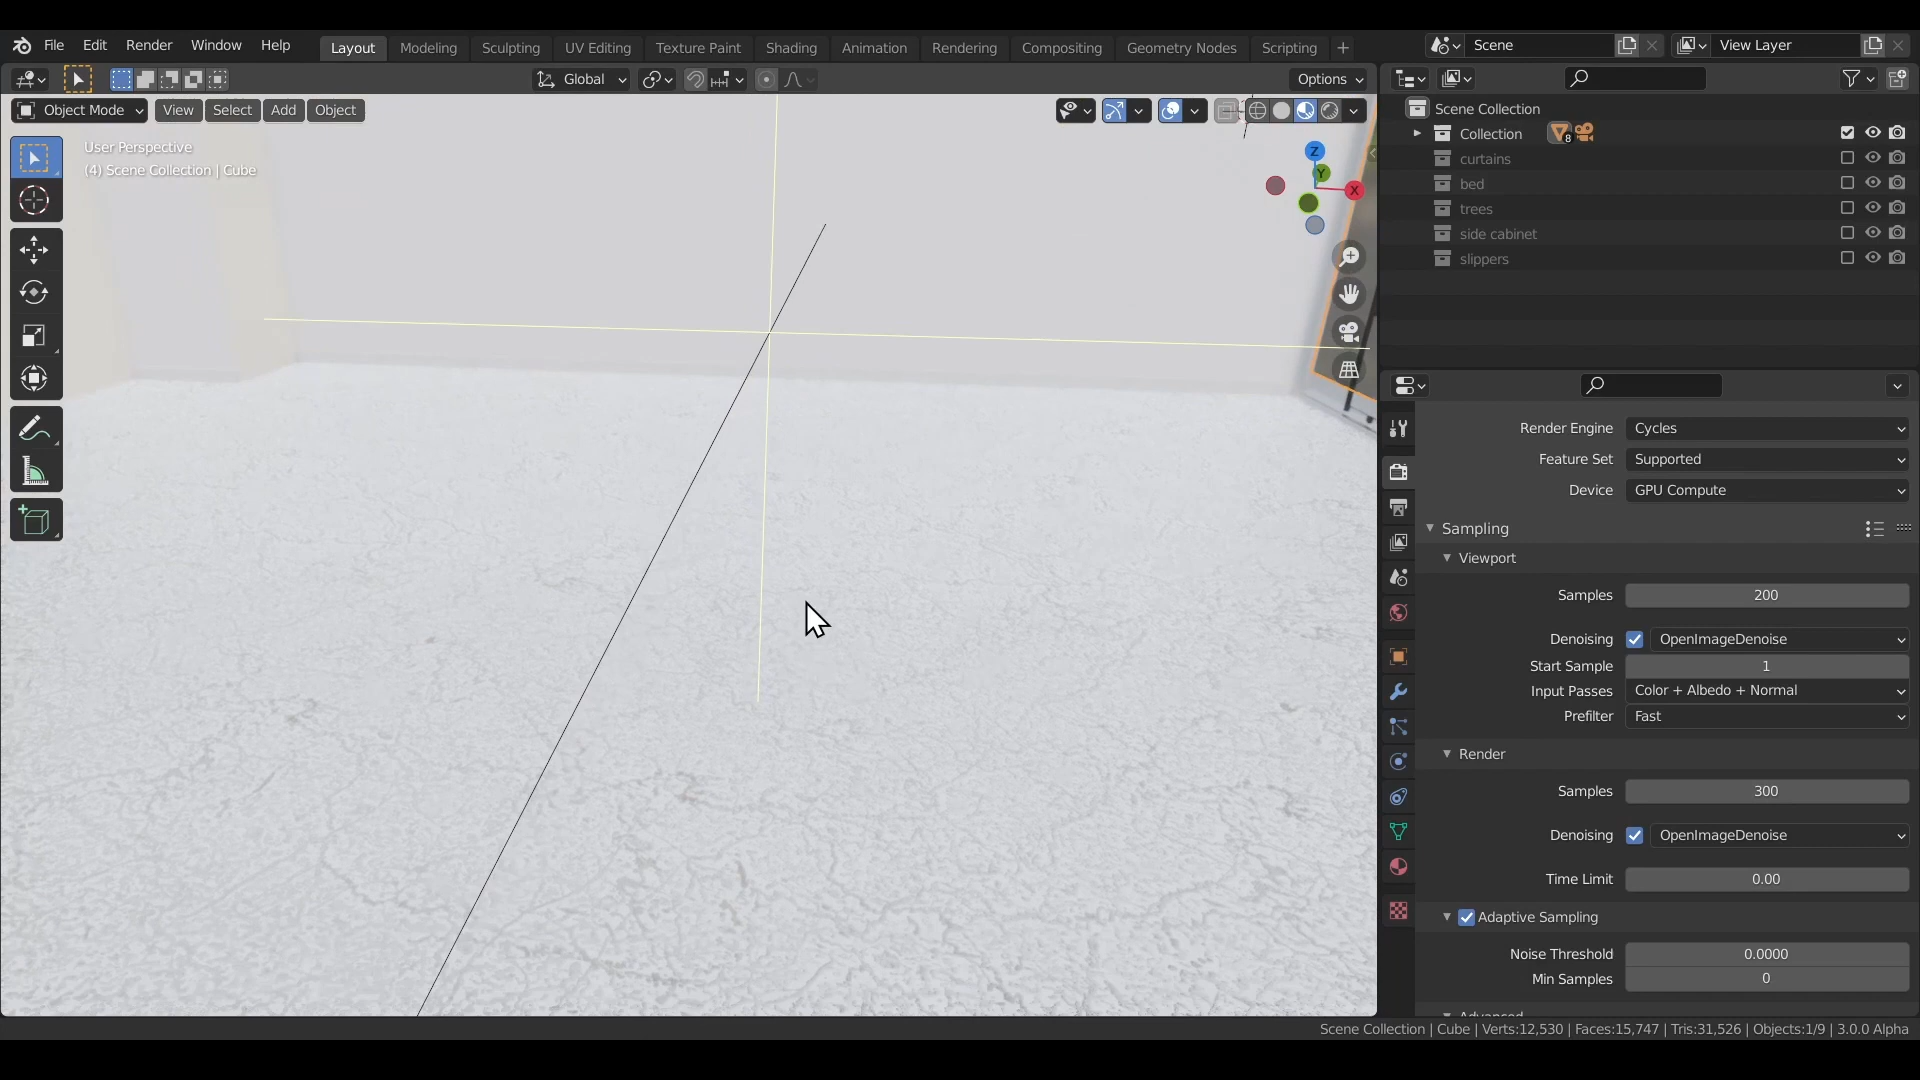 File Edit Render Window Help Layout Modeling Sculpting UV Editing Texture Paint Shading Animation Rendering Compositing Geometry Nodes Scripting + Scene View Layer
Global Options
Object Mode View Select Add Object
User Perspective
(4) Scene Collection | Cube
Z
Y
X
Scene Collection
Collection 8
curtains
bed
trees
side cabinet
slippers
Render Engine Cycles
Feature Set Supported
Device GPU Compute
Sampling
Viewport
Samples 200
Denoising OpenImageDenoise
Start Sample 1
Input Passes Color + Albedo + Normal
Prefilter Fast
Render
Samples 300
Denoising OpenImageDenoise
Time Limit 0.00
Adaptive Sampling
Noise Threshold 0.0000
Min Samples 0
Advanced
Scene Collection | Cube | Verts:12,530 | Faces:15,747 | Tris:31,526 | Objects:1/9 | 3.0.0 Alpha